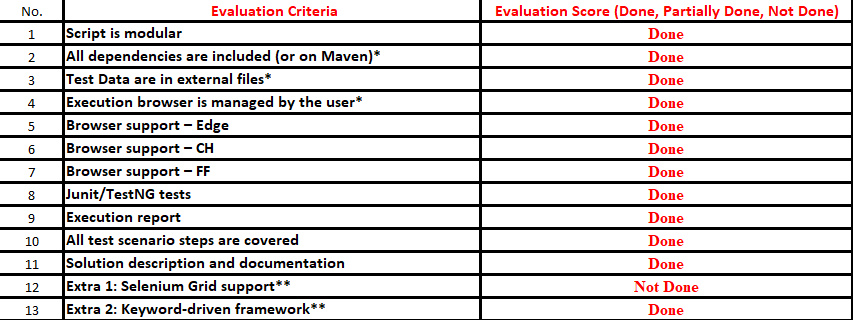 No. Evaluation Criteria Evaluation Score (Done, Partially Done, Not Done)
1 Script is modular Done
2 All dependencies are included (or on Maven)* Done
3 Test Data are in external files* Done
4 Execution browser is managed by the user* Done
5 Browser support – Edge Done
6 Browser support – CH Done
7 Browser support – FF Done
8 Junit/TestNG tests Done
9 Execution report Done
10 All test scenario steps are covered Done
11 Solution description and documentation Done
12 Extra 1: Selenium Grid support** Not Done
13 Extra 2: Keyword-driven framework** Done